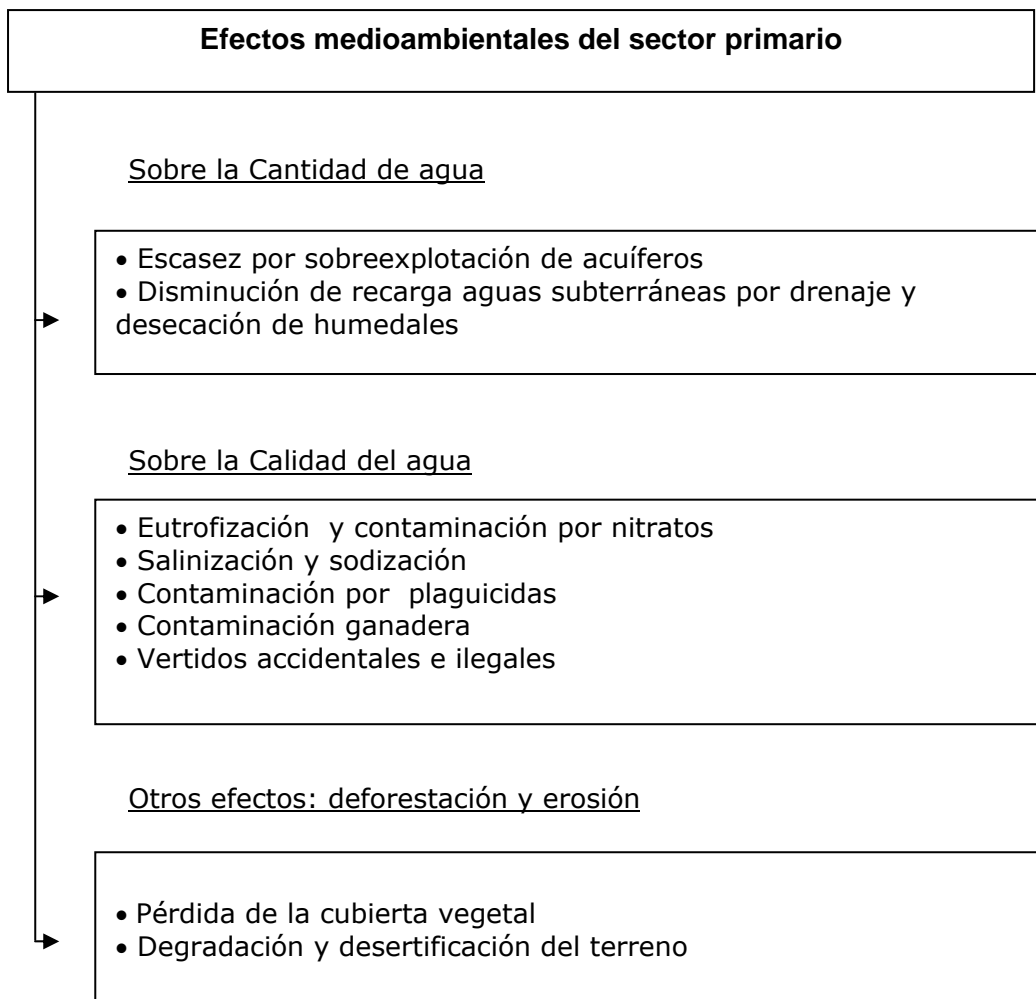 Efectos medioambientales del sector primario
Sobre la Cantidad de agua
• Escasez por sobreexplotación de acuíferos
• Disminución de recarga aguas subterráneas por drenaje y
desecación de humedales
Sobre la Calidad del agua
• Eutrofización  y contaminación por nitratos
• Salinización y sodización
• Contaminación por  plaguicidas
• Contaminación ganadera
• Vertidos accidentales e ilegales
Otros efectos: deforestación y erosión
• Pérdida de la cubierta vegetal
• Degradación y desertificación del terreno